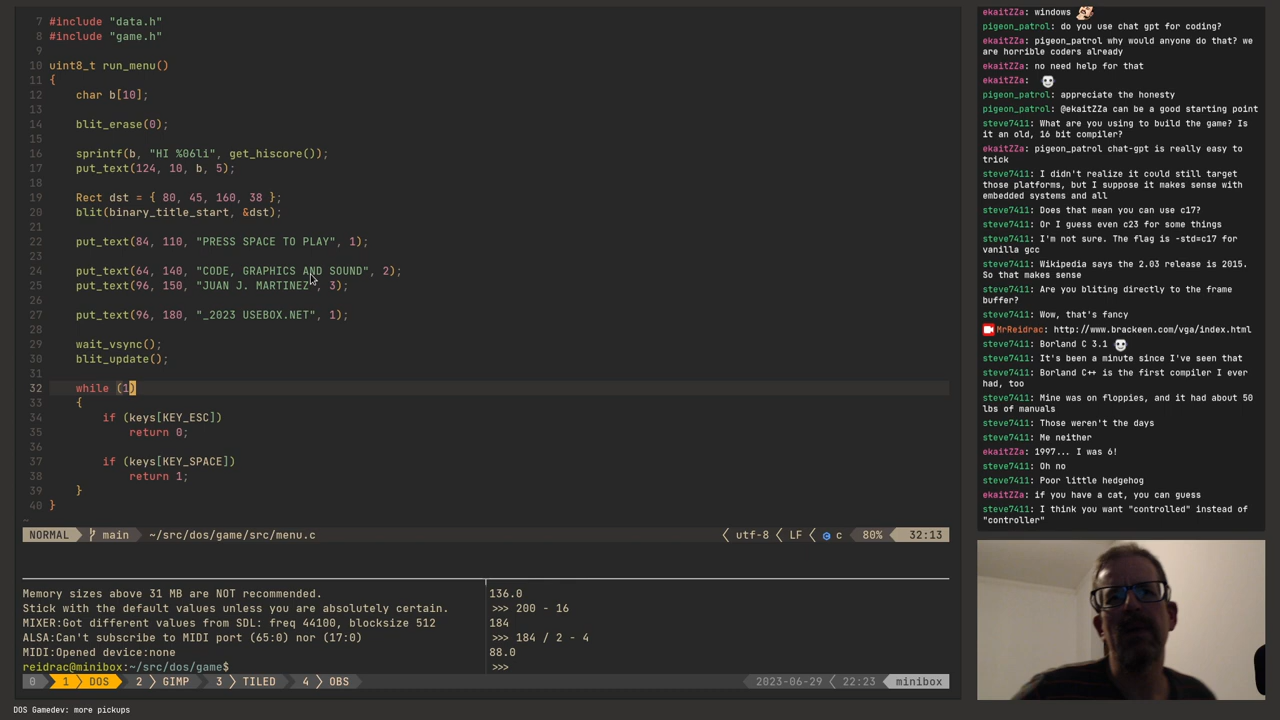 7 #include "data.h"
8 #include "game.h"
9
10 uint8_t run_menu()
11 {
12     char b[10];
13
14     blit_erase(0);
15
16     sprintf(b, "HI %06li", get_hiscore());
17     put_text(124, 10, b, 5);
18
19     Rect dst = { 80, 45, 160, 38 };
20     blit(binary_title_start, &dst);
21
22     put_text(84, 110, "PRESS SPACE TO PLAY", 1);
23
24     put_text(64, 140, "CODE, GRAPHICS AND SOUND", 2);
25     put_text(96, 150, "JUAN J. MARTINEZ", 3);
26
27     put_text(96, 180, "_2023 USEBOX.NET", 1);
28
29     wait_vsync();
30     blit_update();
31
32     while (1)
33     {
34         if (keys[KEY_ESC])
35             return 0;
36
37         if (keys[KEY_SPACE])
38             return 1;
39     }
40 }
~
NORMAL main ~/src/dos/game/src/menu.c utf-8 LF c 80% 32:13
Memory sizes above 31 MB are NOT recommended.
Stick with the default values unless you are absolutely certain.
MIXER:Got different values from SDL: freq 44100, blocksize 512
ALSA:Can't subscribe to MIDI port (65:0) nor (17:0)
MIDI:Opened device:none
reidrac@minibox:~/src/dos/game$
136.0
>>> 200 - 16
184
>>> 184 / 2 - 4
88.0
>>>
0 1 DOS 2 GIMP 3 TILED 4 OBS 2023-06-29 22:23 minibox
DOS Gamedev: more pickups
ekaitZZa: windows
pigeon_patrol: do you use chat gpt for coding?
ekaitZZa: pigeon_patrol why would anyone do that? we
are horrible coders already
ekaitZZa: no need help for that
ekaitZZa:
pigeon_patrol: appreciate the honesty
pigeon_patrol: @ekaitZZa can be a good starting point
steve7411: What are you using to build the game? Is
it an old, 16 bit compiler?
ekaitZZa: pigeon_patrol chat-gpt is really easy to
trick
steve7411: I didn't realize it could still target
those platforms, but I suppose it makes sense with
embedded systems and all
steve7411: Does that mean you can use c17?
steve7411: Or I guess even c23 for some things
steve7411: I'm not sure. The flag is -std=c17 for
vanilla gcc
steve7411: Wikipedia says the 2.03 release is 2015.
So that makes sense
steve7411: Are you bliting directly to the frame
buffer?
steve7411: Wow, that's fancy
MrReidrac: http://www.brackeen.com/vga/index.html
steve7411: Borland C 3.1
steve7411: It's been a minute since I've seen that
steve7411: Borland C++ is the first compiler I ever
had, too
steve7411: Mine was on floppies, and it had about 50
lbs of manuals
steve7411: Those weren't the days
steve7411: Me neither
ekaitZZa: 1997... I was 6!
steve7411: Oh no
steve7411: Poor little hedgehog
ekaitZZa: if you have a cat, you can guess
steve7411: I think you want "controlled" instead of
"controller"